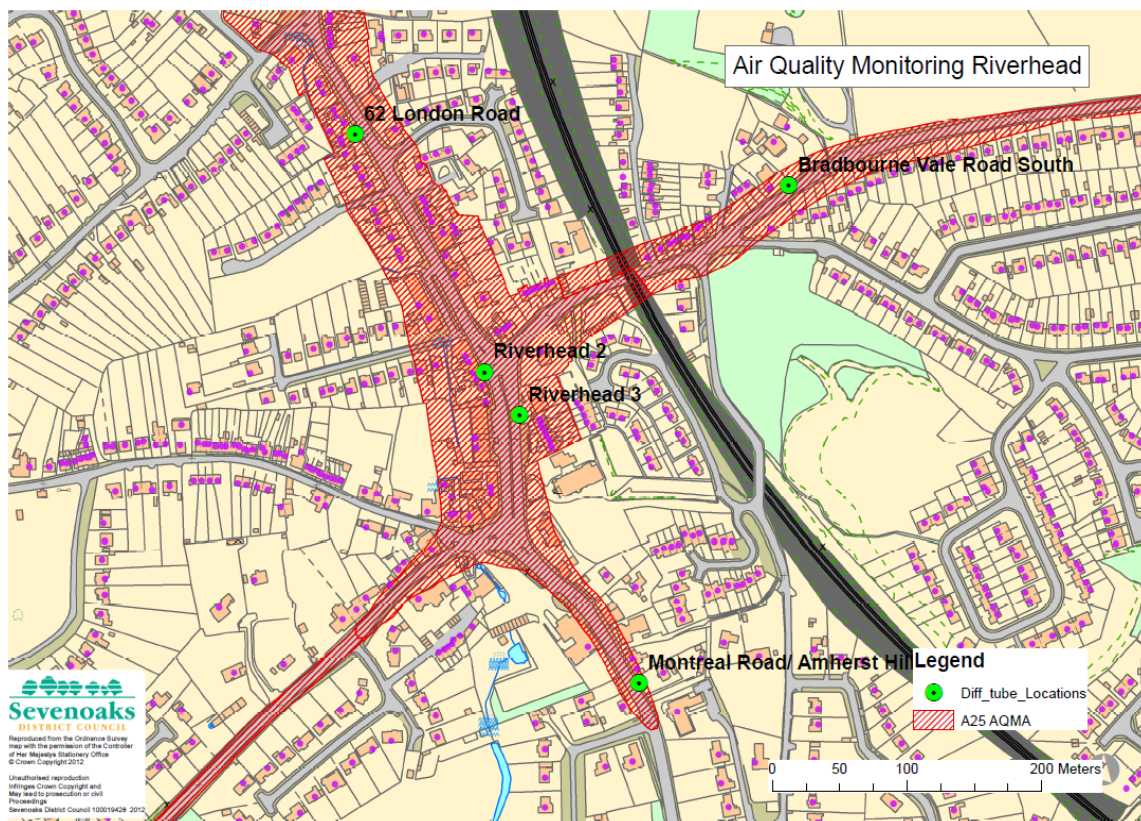 Air Quality Monitoring Riverhead
62 London Road
Bradbourne Vale Road South
Riverhead 2
Riverhead 3
Montreal Road/ Amherst Hill
Legend
Diff_tube_Locations
A25 AQMA
0 50 100 200 Meters
Sevenoaks
DISTRICT COUNCIL
Reproduced from the Ordnance Survey
map with the permission of the Controller
of Her Majestys Stationery Office
© Crown Copyright 2012
Unauthorised reproduction
Infringes Crown Copyright and
May lead to prosecution or civil
Proceedings
Sevenoaks District Council 100019428 2012